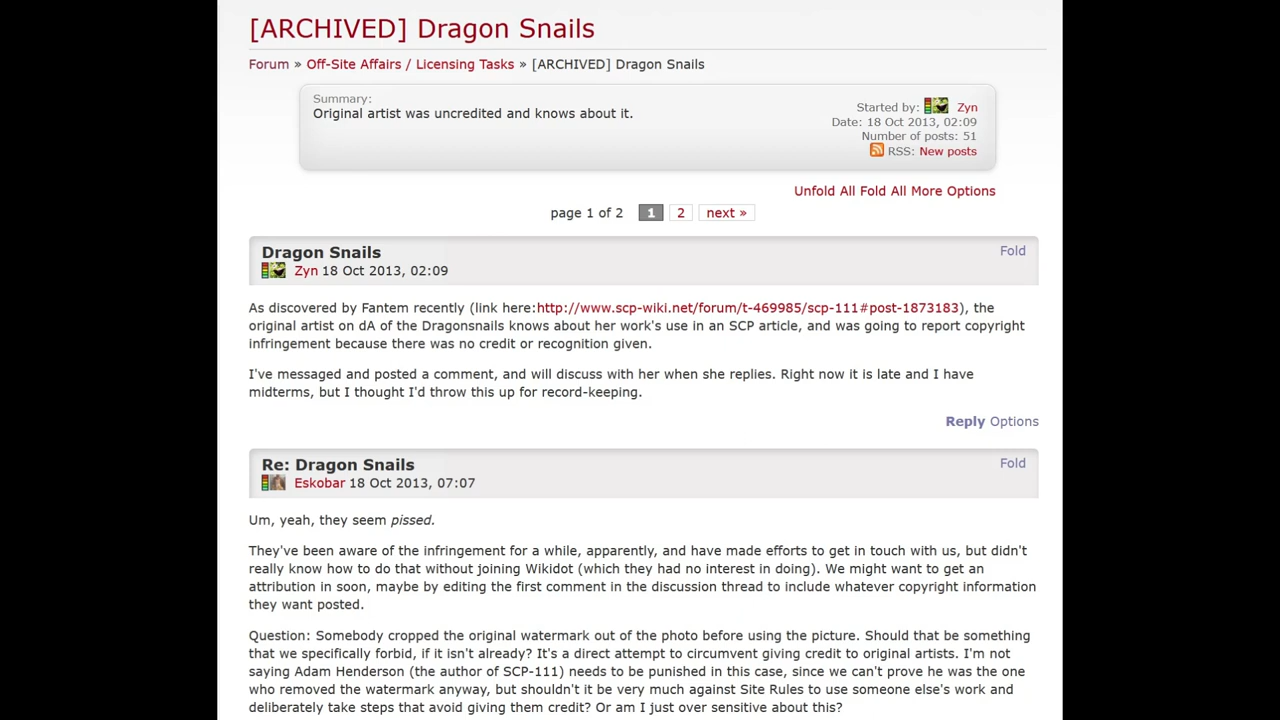 [ARCHIVED] Dragon Snails
Forum » Off-Site Affairs / Licensing Tasks » [ARCHIVED] Dragon Snails
Summary:
Original artist was uncredited and knows about it.
Started by: Zyn
Date: 18 Oct 2013, 02:09
Number of posts: 51
RSS: New posts
Unfold All Fold All More Options
page 1 of 2 1 2 next »
Dragon Snails
Fold
Zyn 18 Oct 2013, 02:09
As discovered by Fantem recently (link here:http://www.scp-wiki.net/forum/t-469985/scp-111#post-1873183), the
original artist on dA of the Dragonsnails knows about her work's use in an SCP article, and was going to report copyright
infringement because there was no credit or recognition given.
I've messaged and posted a comment, and will discuss with her when she replies. Right now it is late and I have
midterms, but I thought I'd throw this up for record-keeping.
Reply Options
Re: Dragon Snails
Fold
Eskobar 18 Oct 2013, 07:07
Um, yeah, they seem pissed.
They've been aware of the infringement for a while, apparently, and have made efforts to get in touch with us, but didn't
really know how to do that without joining Wikidot (which they had no interest in doing). We might want to get an
attribution in soon, maybe by editing the first comment in the discussion thread to include whatever copyright information
they want posted.
Question: Somebody cropped the original watermark out of the photo before using the picture. Should that be something
that we specifically forbid, if it isn't already? It's a direct attempt to circumvent giving credit to original artists. I'm not
saying Adam Henderson (the author of SCP-111) needs to be punished in this case, since we can't prove he was the one
who removed the watermark anyway, but shouldn't it be very much against Site Rules to use someone else's work and
deliberately take steps that avoid giving them credit? Or am I just over sensitive about this?